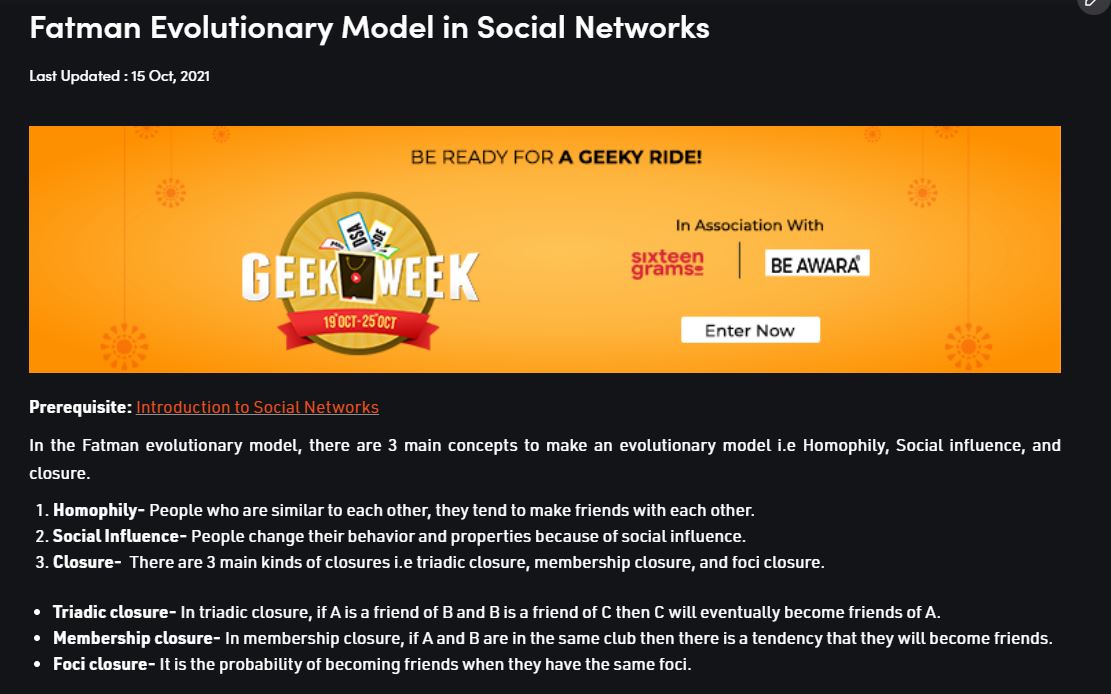 Fatman Evolutionary Model in Social Networks
Last Updated : 15 Oct, 2021
BE READY FOR A GEEKY RIDE!
DSA
SDE
GEEK WEEK
19 OCT-25 OCT
In Association With
sixteen
grams
BE AWARA
Enter Now
Prerequisite: Introduction to Social Networks
In the Fatman evolutionary model, there are 3 main concepts to make an evolutionary model i.e Homophily, Social influence, and
closure.
1. Homophily- People who are similar to each other, they tend to make friends with each other.
2. Social Influence- People change their behavior and properties because of social influence.
3. Closure- There are 3 main kinds of closures i.e triadic closure, membership closure, and foci closure.
• Triadic closure- In triadic closure, if A is a friend of B and B is a friend of C then C will eventually become friends of A.
• Membership closure- In membership closure, if A and B are in the same club then there is a tendency that they will become friends.
• Foci closure- It is the probability of becoming friends when they have the same foci.